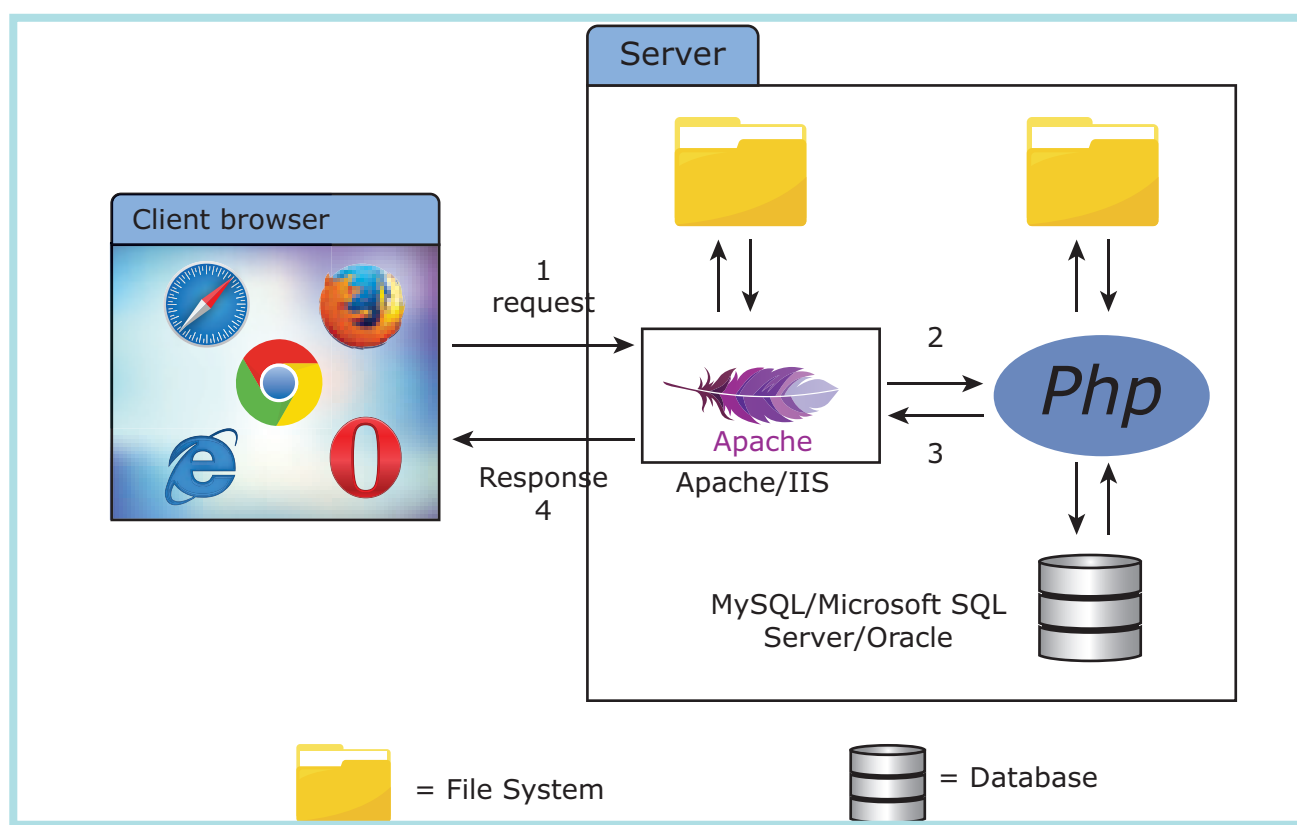 Server
Client browser
1
request
2
Php
3
Apache
Apache/IIS
Response
4
MySQL/Microsoft SQL
Server/Oracle
= File System
= Database